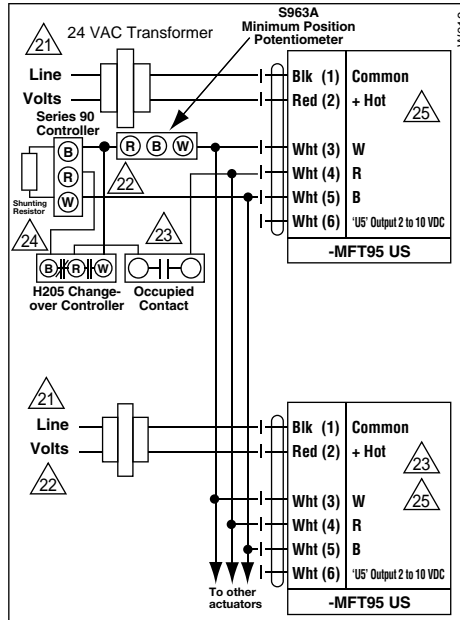 S963A
Minimum Position
Potentiometer
21 24 VAC Transformer
Line
Volts
Blk (1) Common
Red (2) + Hot
25
Series 90
Controller
B
R
W
R B W
22
Wht (3) W
Wht (4) R
Wht (5) B
Wht (6) 'U5' Output 2 to 10 VDC
-MFT95 US
Shunting
Resistor
24
23
B R W
H205 Change-
over Controller
Occupied
Contact
21
Line
Volts
22
Blk (1) Common
Red (2) + Hot
23
25
Wht (3) W
Wht (4) R
Wht (5) B
Wht (6) 'U5' Output 2 to 10 VDC
-MFT95 US
To other
actuators